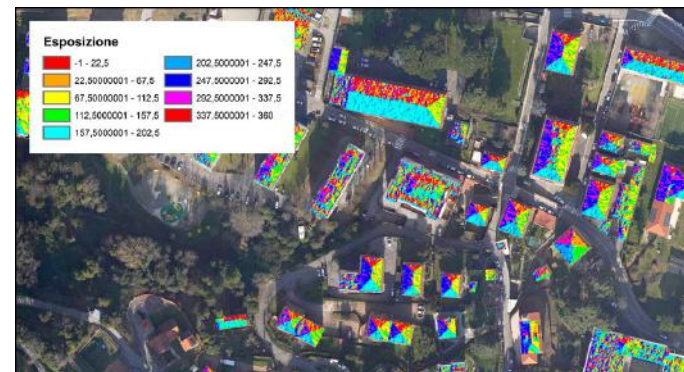 Esposizione
-1 - 22,5
22,50000001 - 67,5
67,5000001 - 112,5
112,5000001 - 157,5
157,5000001 - 202,5
202,5000001 - 247,5
247,5000001 - 292,5
292,5000001 - 337,5
337,5000001 - 360